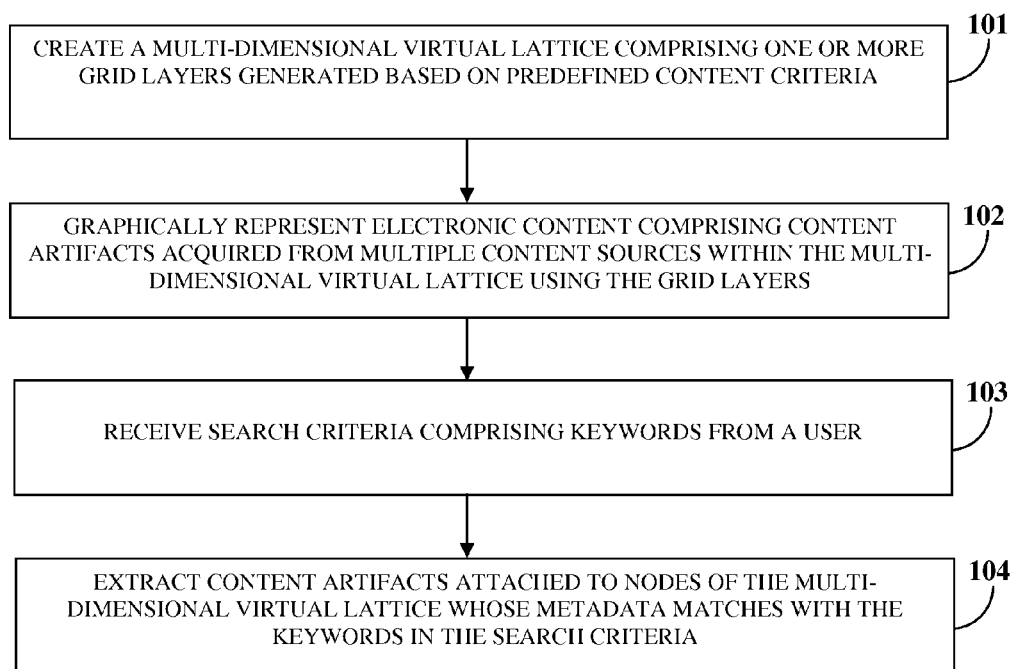 101
CREATE A MULTI-DIMENSIONAL VIRTUAL LATTICE COMPRISING ONE OR MORE
GRID LAYERS GENERATED BASED ON PREDEFINED CONTENT CRITERIA
102
GRAPHICALLY REPRESENT ELECTRONIC CONTENT COMPRISING CONTENT
ARTIFACTS ACQUIRED FROM MULTIPLE CONTENT SOURCES WITHIN THE MULTI-
DIMENSIONAL VIRTUAL LATTICE USING THE GRID LAYERS
103
RECEIVE SEARCH CRITERIA COMPRISING KEYWORDS FROM A USER
104
EXTRACT CONTENT ARTIFACTS ATTACHED TO NODES OF THE MULTI-
DIMENSIONAL VIRTUAL LATTICE WHOSE METADATA MATCHES WITH THE
KEYWORDS IN THE SEARCH CRITERIA